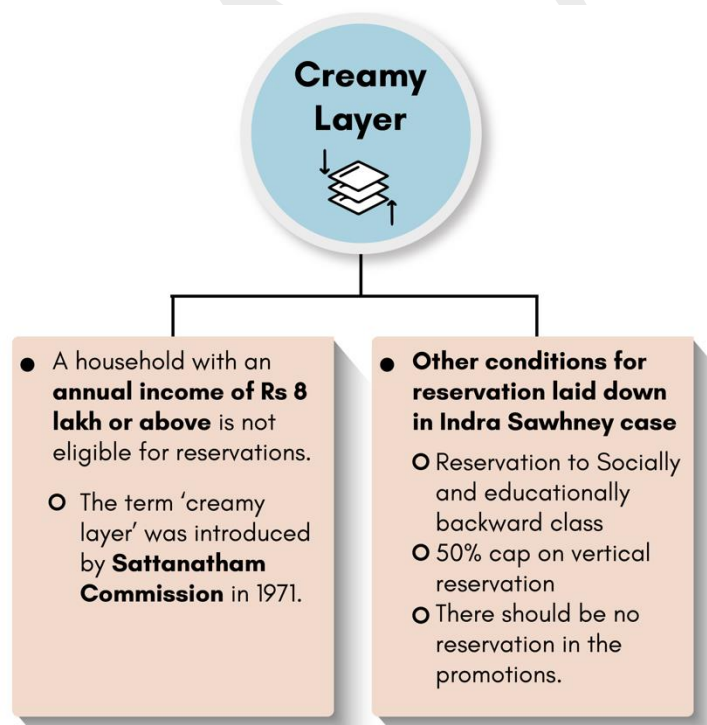 Creamy
Layer
● A household with an
annual income of Rs 8
lakh or above is not
eligible for reservations.
○ The term ‘creamy
layer’ was introduced
by Sattanatham
Commission in 1971.
● Other conditions for
reservation laid down
in Indra Sawhney case
○ Reservation to Socially
and educationally
backward class
○ 50% cap on vertical
reservation
○ There should be no
reservation in the
promotions.